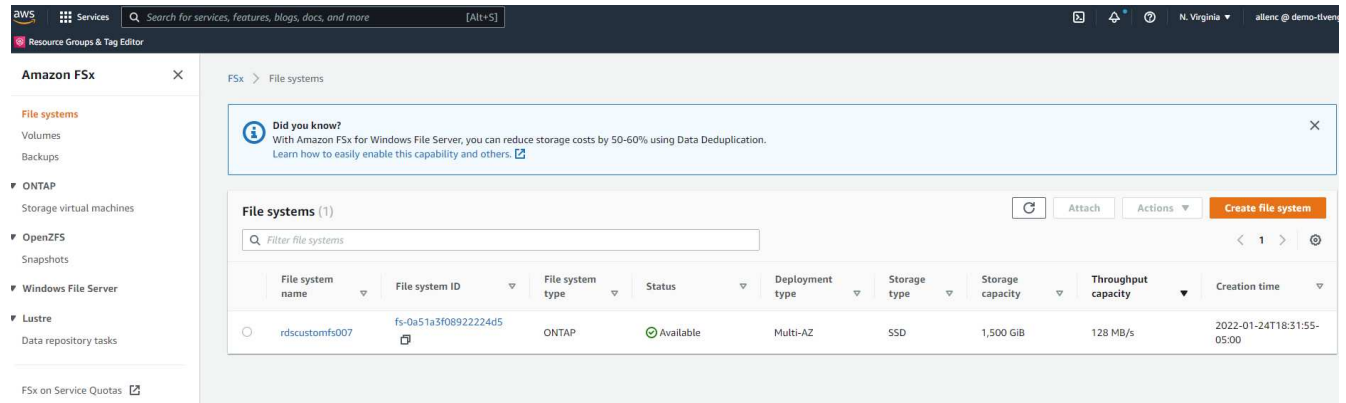 aws Services Search for services, features, blogs, docs, and more [Alt+S] N. Virginia ▼
allenc @ demo-tlveng
Resource Groups & Tag Editor
Amazon FSx
File systems
Volumes
Backups
ONTAP
Storage virtual machines
OpenZFS
Snapshots
Windows File Server
Lustre
Data repository tasks
FSx on Service Quotas
FSx > File systems
Did you know?
With Amazon FSx for Windows File Server, you can reduce storage costs by 50-60% using Data Deduplication.
Learn how to easily enable this capability and others.
File systems (1)
Attach Actions ▼ Create file system
Filter file systems
< 1 >
File system name
File system ID
File system type
Status
Deployment type
Storage type
Storage capacity
Throughput capacity
Creation time
rdscustomfs007
fs-0a51a3f08922224d5
ONTAP
Available
Multi-AZ
SSD
1,500 GiB
128 MB/s
2022-01-24T18:31:55-
05:00